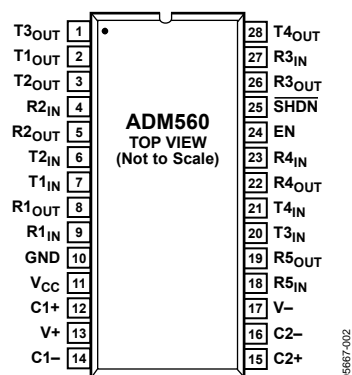 T3OUT 1
T1OUT 2
T2OUT 3
R2IN 4
R2OUT 5
T2IN 6
T1IN 7
R1OUT 8
R1IN 9
GND 10
VCC 11
C1+ 12
V+ 13
C1– 14
ADM560
TOP VIEW
(Not to Scale)
28 T4OUT
27 R3IN
26 R3OUT
25 SHDN
24 EN
23 R4IN
22 R4OUT
21 T4IN
20 T3IN
19 R5OUT
18 R5IN
17 V–
16 C2–
15 C2+
05667-002